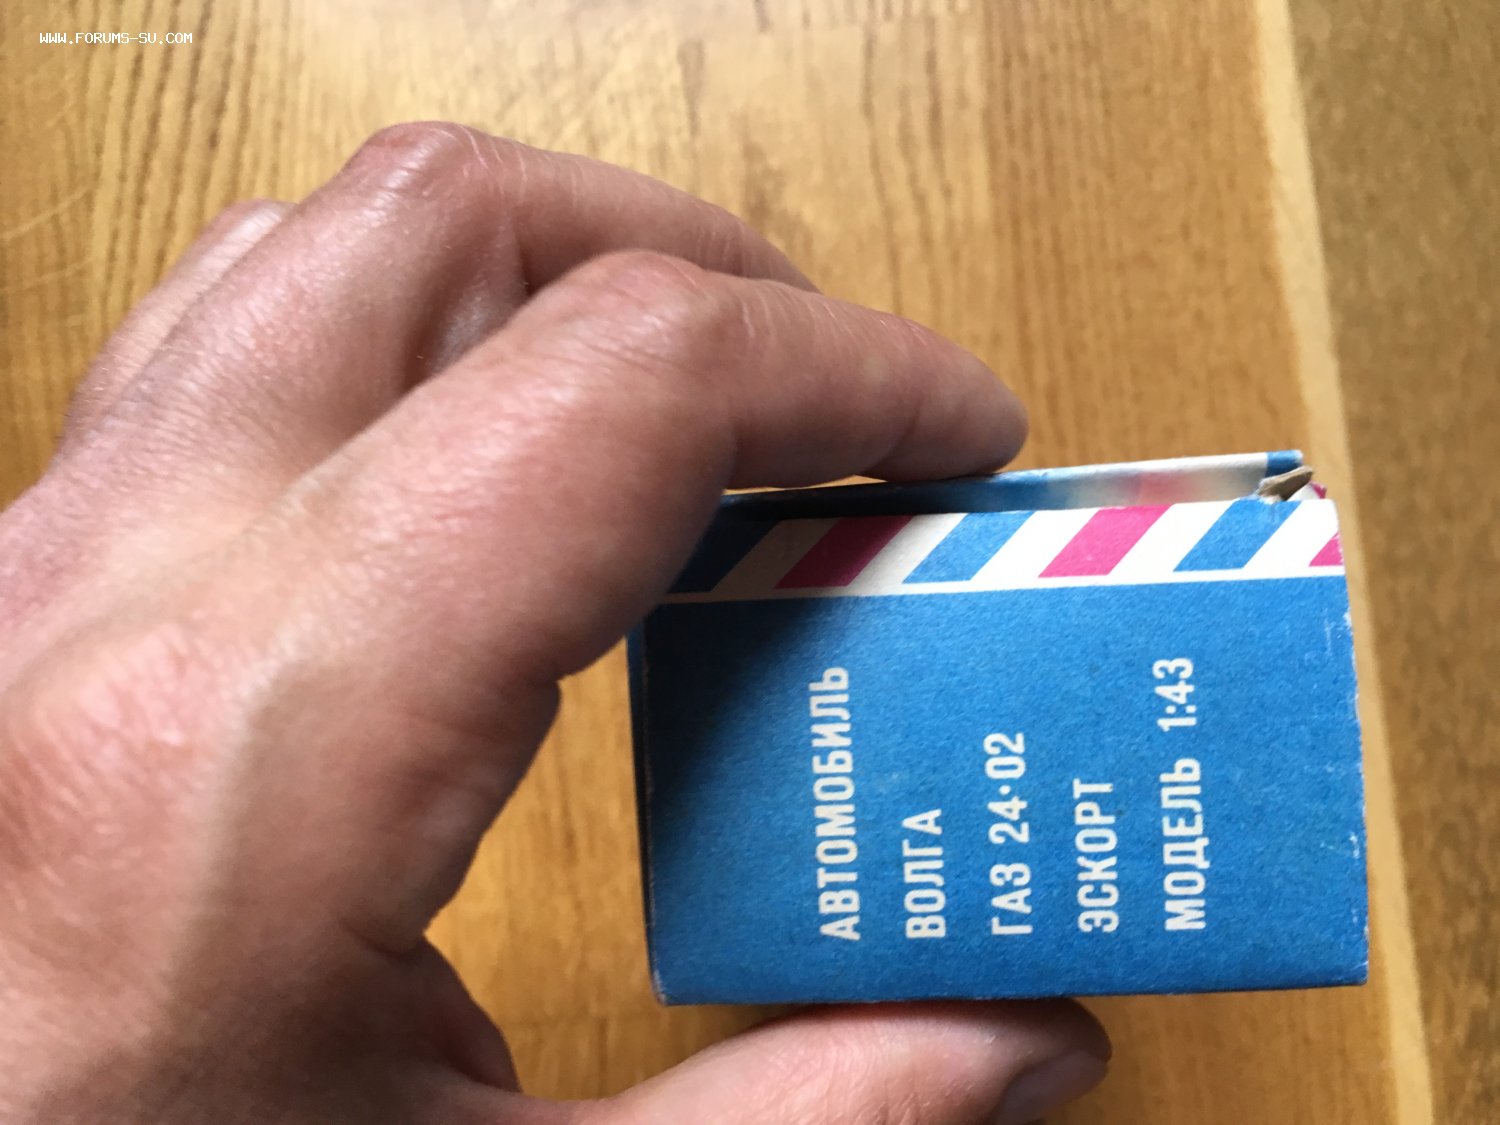 WWW.FORUMS-SU.COM
АВТОМОБИЛЬ
ВОЛГА
ГАЗ 24·02
ЭСКОРТ
МОДЕЛЬ 1:43